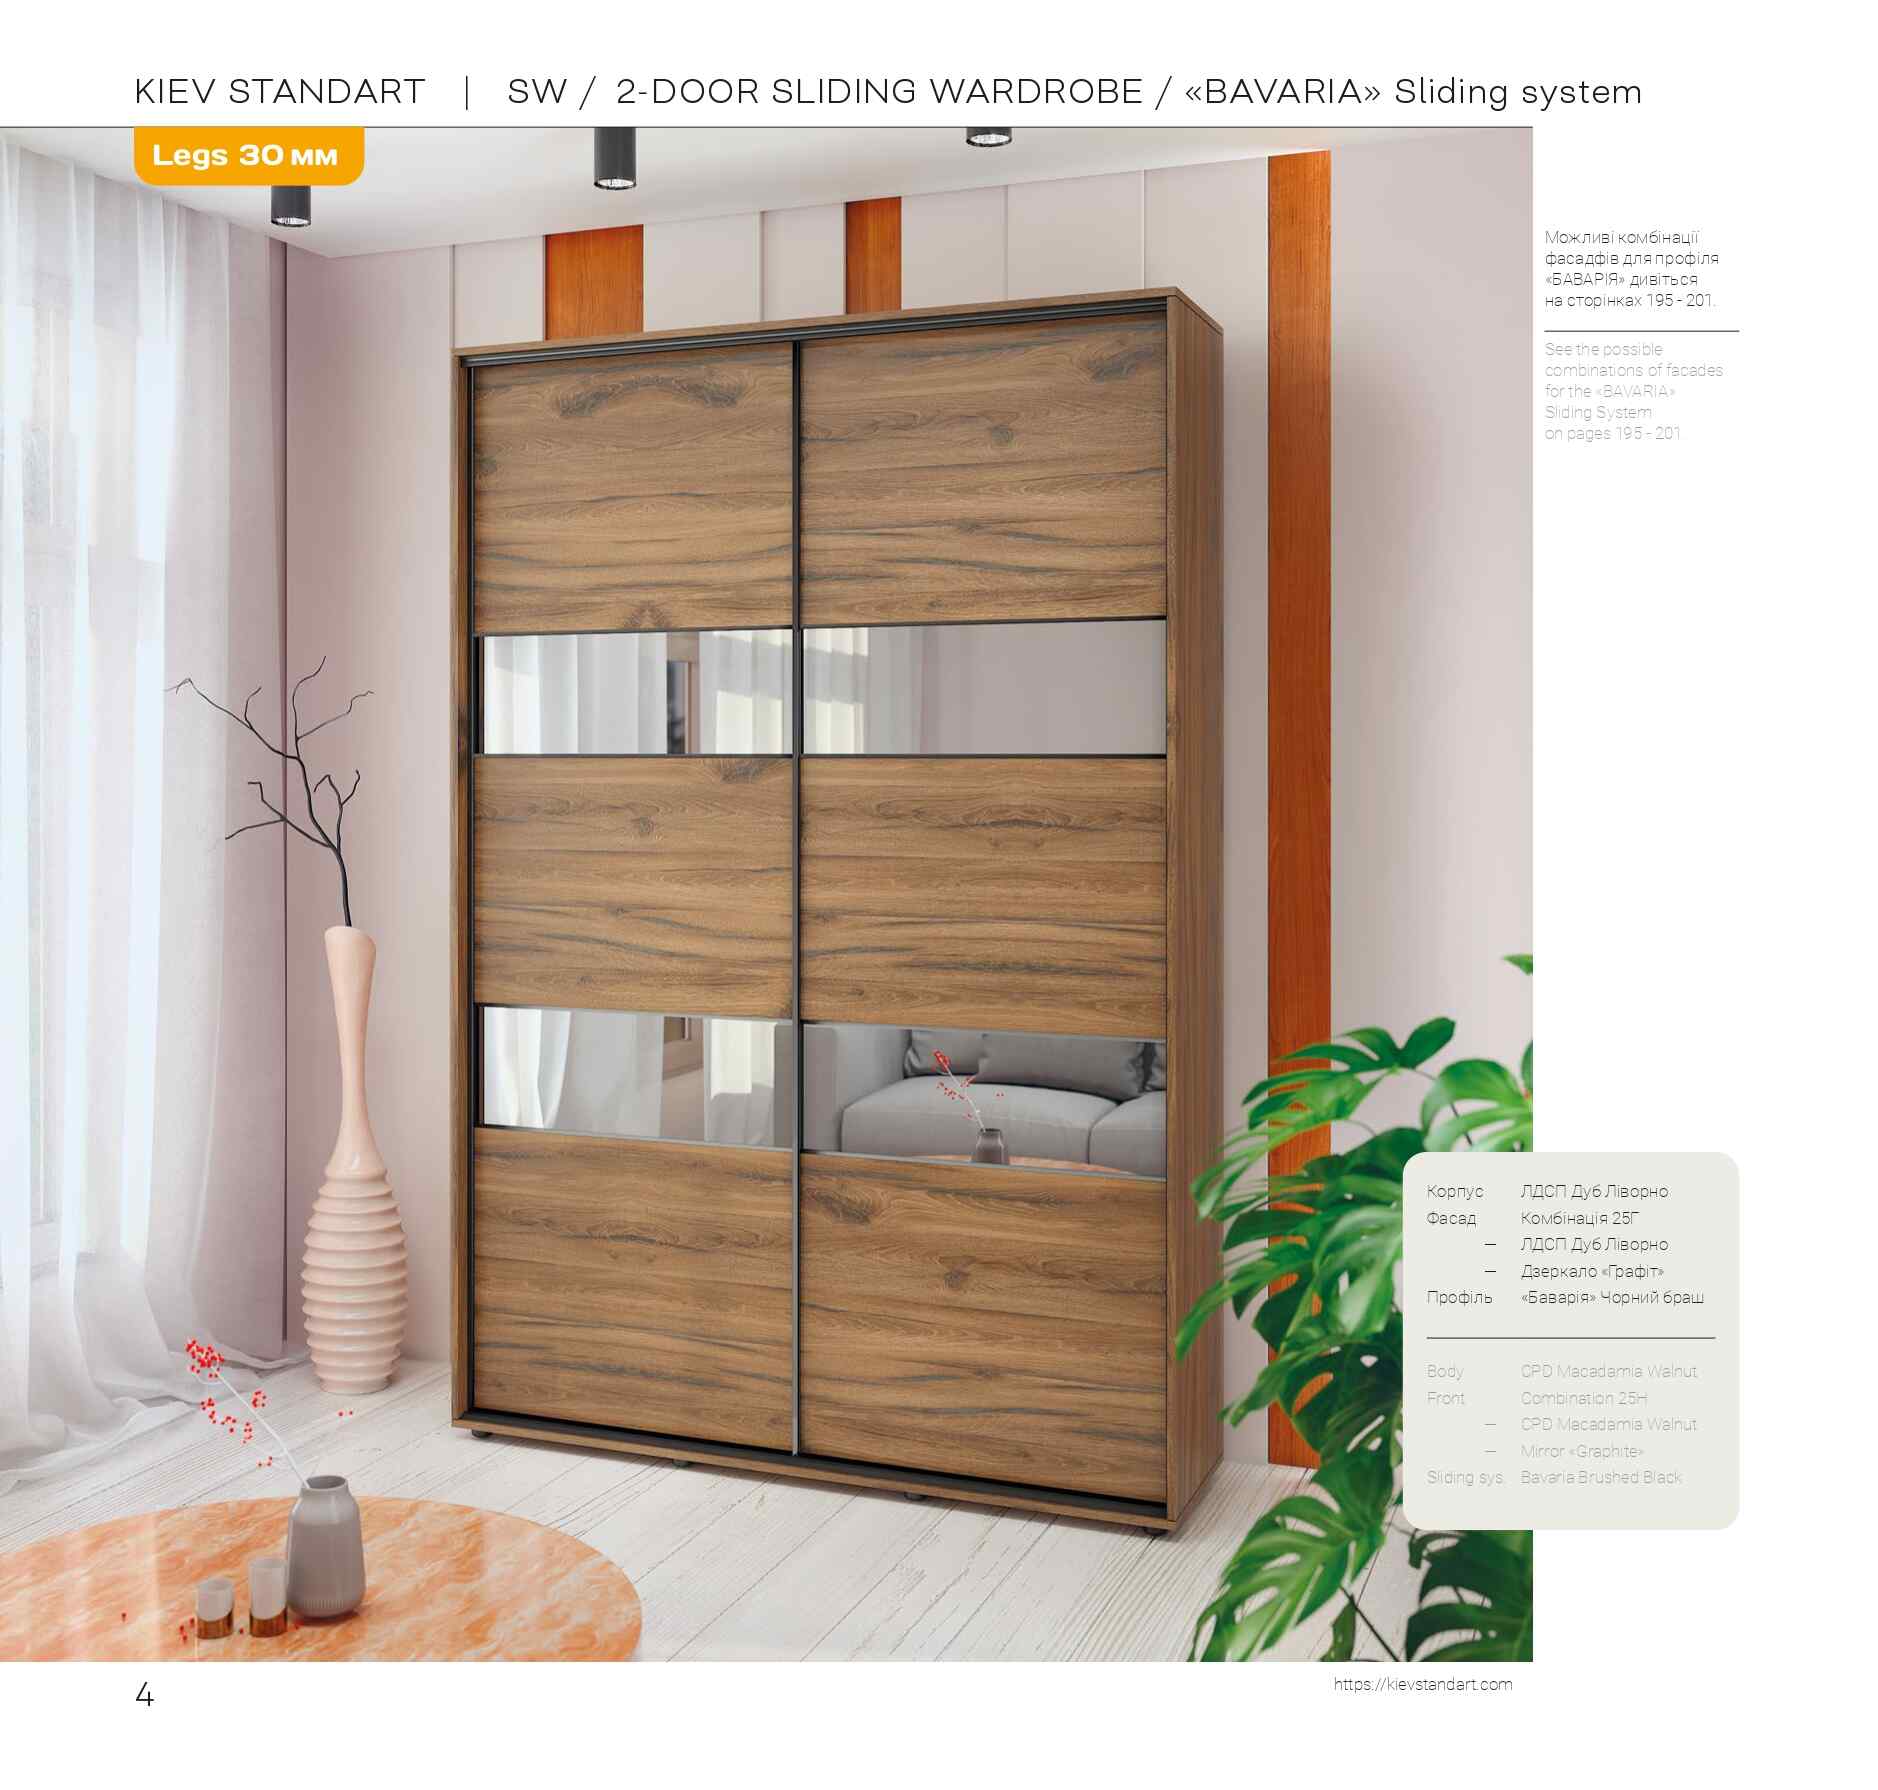 KIEV STANDART | SW / 2-DOOR SLIDING WARDROBE / «BAVARIA» Sliding system
Legs 30 мм
Можливі комбінації
фасадфів для профіля
«БАВАРІЯ» дивіться
на сторінках 195 - 201.
See the possible
combinations of facades
for the «BAVARIA»
Sliding System
on pages 195 - 201.
Корпус ЛДСП Дуб Ліворно
Фасад Комбінація 25Г
— ЛДСП Дуб Ліворно
— Дзеркало «Графіт»
Профіль «Баварія» Чорний браш
Body CPD Macadamia Walnut
Front Combination 25H
— CPD Macadamia Walnut
— Mirror «Graphite»
Sliding sys. Bavaria Brushed Black
4
https://kievstandart.com